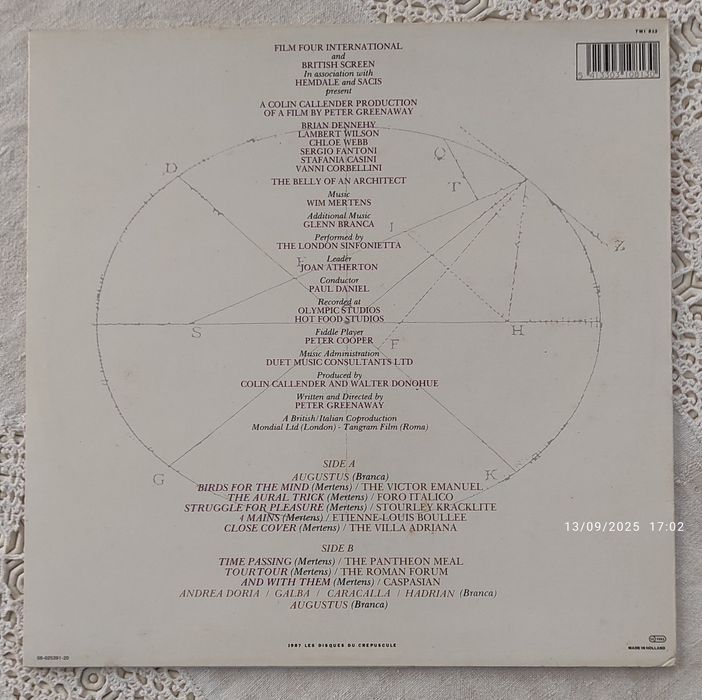 TWI 813
FILM FOUR INTERNATIONAL
and
BRITISH SCREEN
In association with
HEMDALE and SACIS
present
A COLIN CALLENDER PRODUCTION
OF A FILM BY PETER GREENAWAY
BRIAN DENNEHY
LAMBERT WILSON
CHLOE WEBB
SERGIO FANTONI
STAFANIA CASINI
VANNI CORBELLINI
THE BELLY OF AN ARCHITECT
Music
WIM MERTENS
Additional Music
GLENN BRANCA
Performed by
THE LONDON SINFONIETTA
Leader
JOAN ATHERTON
Conductor
PAUL DANIEL
Recorded at
OLYMPIC STUDIOS
HOT FOOD STUDIOS
Fiddle Player
PETER COOPER
Music Administration
DUET MUSIC CONSULTANTS LTD
Produced by
COLIN CALLENDER AND WALTER DONOHUE
Written and Directed by
PETER GREENAWAY
A British/Italian Coproduction
Mondial Ltd (London) - Tangram Film (Roma)
D
Q
T
I
Z
S
F
H
G
K
SIDE A
AUGUSTUS (Branca)
BIRDS FOR THE MIND (Mertens) / THE VICTOR EMANUEL
THE AURAL TRICK (Mertens) / FORO ITALICO
STRUGGLE FOR PLEASURE (Mertens) / STOURLEY KRACKLITE
4 MAINS (Mertens) / ETIENNE-LOUIS BOULLEE
CLOSE COVER (Mertens) / THE VILLA ADRIANA
SIDE B
TIME PASSING (Mertens) / THE PANTHEON MEAL
TOURTOUR (Mertens) / THE ROMAN FORUM
AND WITH THEM (Mertens) / CASPASIAN
ANDREA DORIA / GALBA / CARACALLA / HADRIAN (Branca)
AUGUSTUS (Branca)
13/09/2025 17:02
1987 LES DISQUES DU CREPUSCULE
MADE IN HOLLAND
08-025391-20